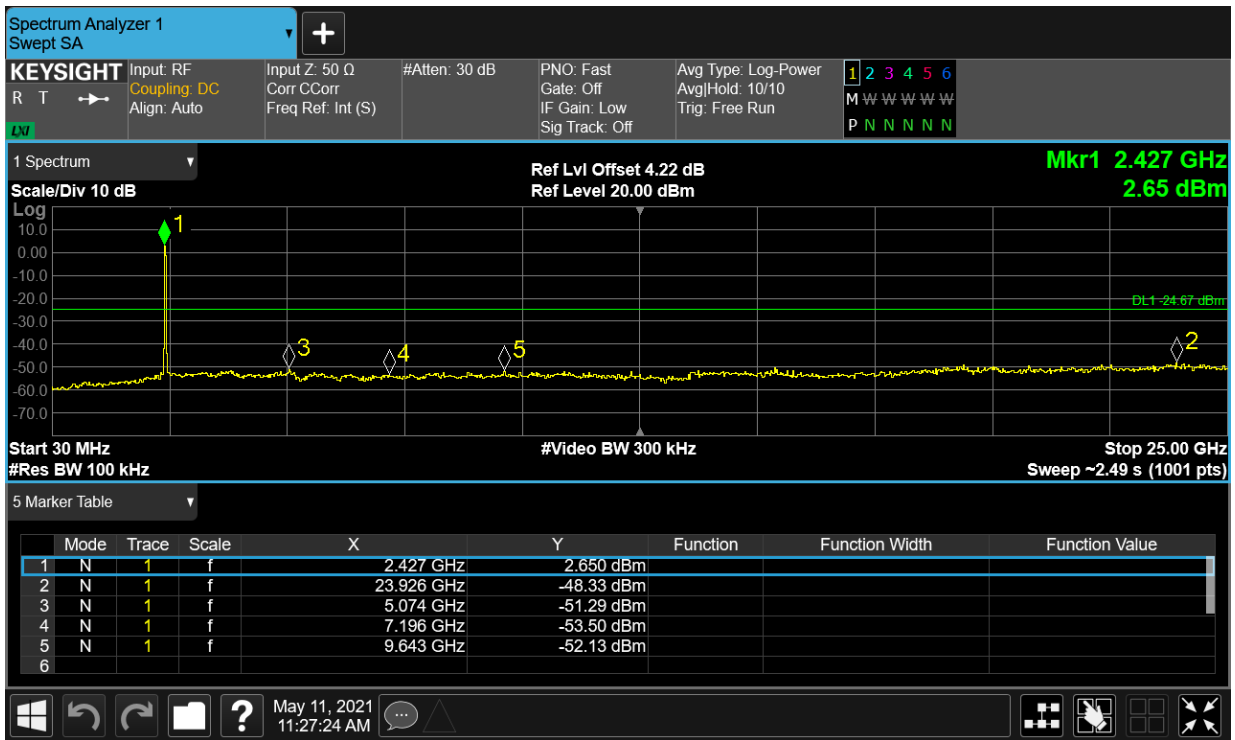 Spectrum Analyzer 1
Swept SA
KEYSIGHT
R T
LXI
Input: RF
Coupling: DC
Align: Auto
Input Z: 50 Ω
Corr CCorr
Freq Ref: Int (S)
#Atten: 30 dB
PNO: Fast
Gate: Off
IF Gain: Low
Sig Track: Off
Avg Type: Log-Power
Avg|Hold: 10/10
Trig: Free Run
1 2 3 4 5 6
M W W W W W
P N N N N N
1 Spectrum
Scale/Div 10 dB
Log
Ref Lvl Offset 4.22 dB
Ref Level 20.00 dBm
Mkr1 2.427 GHz
2.65 dBm
10.0
0.00
-10.0
-20.0
-30.0
-40.0
-50.0
-60.0
-70.0
1
3
4
5
2
DL1 -24.67 dBm
Start 30 MHz
#Res BW 100 kHz
#Video BW 300 kHz
Stop 25.00 GHz
Sweep ~2.49 s (1001 pts)
5 Marker Table
Mode Trace Scale X Y Function Function Width Function Value
1 N 1 f 2.427 GHz 2.650 dBm
2 N 1 f 23.926 GHz -48.33 dBm
3 N 1 f 5.074 GHz -51.29 dBm
4 N 1 f 7.196 GHz -53.50 dBm
5 N 1 f 9.643 GHz -52.13 dBm
6
?
May 11, 2021
11:27:24 AM